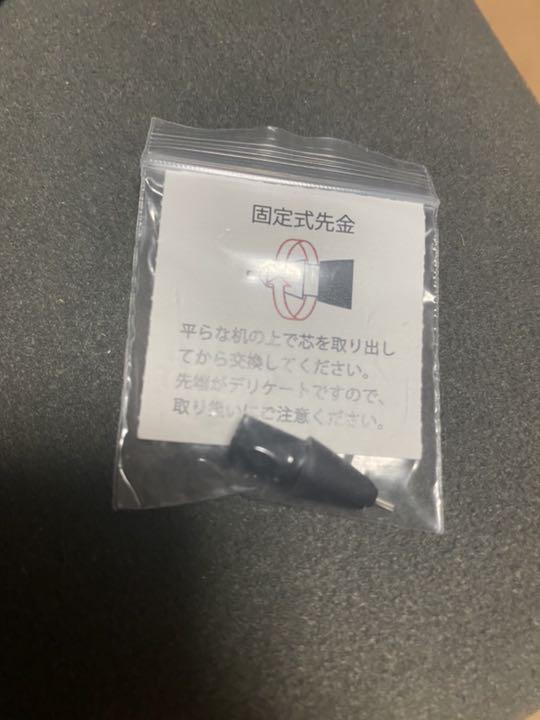 固定式先金
平らな机の上で芯を取り出し
てから交換してください。
先端がデリケートですので、
取り扱いにご注意ください。